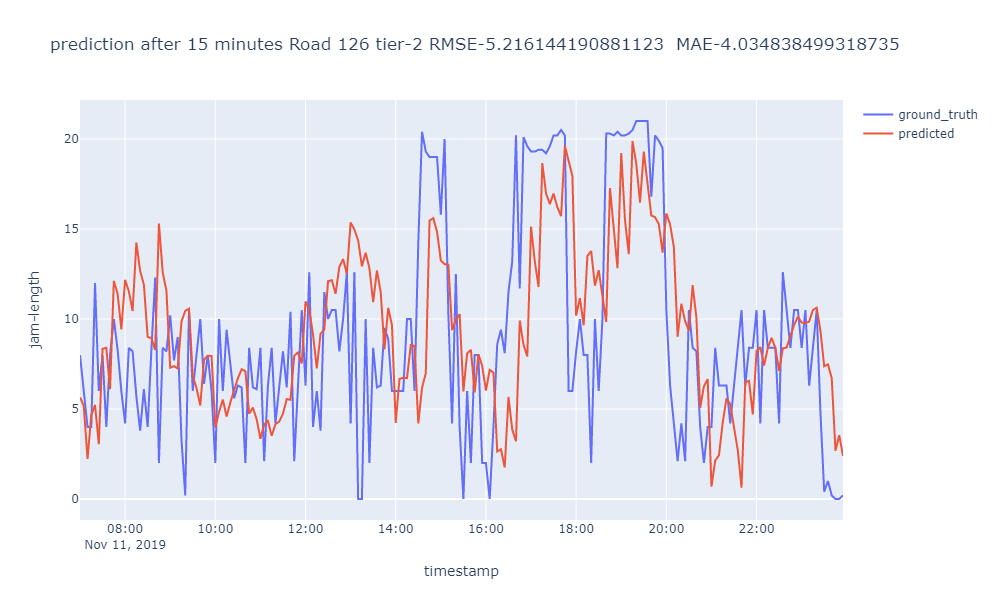 prediction after 15 minutes Road 126 tier-2 RMSE-5.216144190881123  MAE-4.034838499318735
ground_truth
predicted
20
15
10
5
0
jam-length
08:00 10:00 12:00 14:00 16:00 18:00 20:00 22:00
Nov 11, 2019
timestamp